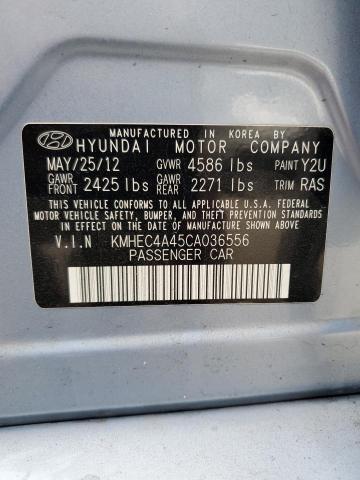 MANUFACTURED IN KOREA BY
HYUNDAI MOTOR COMPANY
MAY/25/12 GVWR 4586 lbs PAINT Y2U
GAWR FRONT 2425 lbs GAWR REAR 2271 lbs TRIM RAS
THIS VEHICLE CONFORMS TO ALL APPLICABLE U.S.A. FEDERAL
MOTOR VEHICLE SAFETY, BUMPER, AND THEFT PREVENTION
STANDARDS IN EFFECT ON THE DATE OF MANUFACTURE SHOWN ABOVE.
V.I.N KMHEC4A45CA036556
PASSENGER CAR